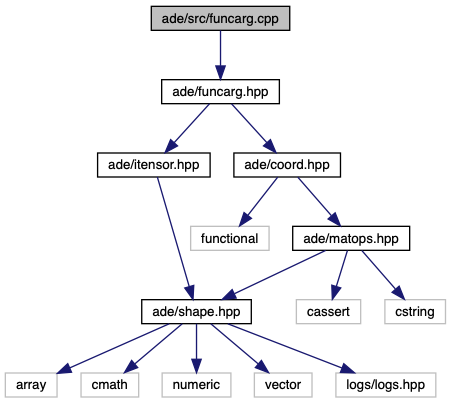 ade/src/funcarg.cpp
ade/funcarg.hpp
ade/itensor.hpp
ade/coord.hpp
functional
ade/matops.hpp
ade/shape.hpp
cassert
cstring
array
cmath
numeric
vector
logs/logs.hpp